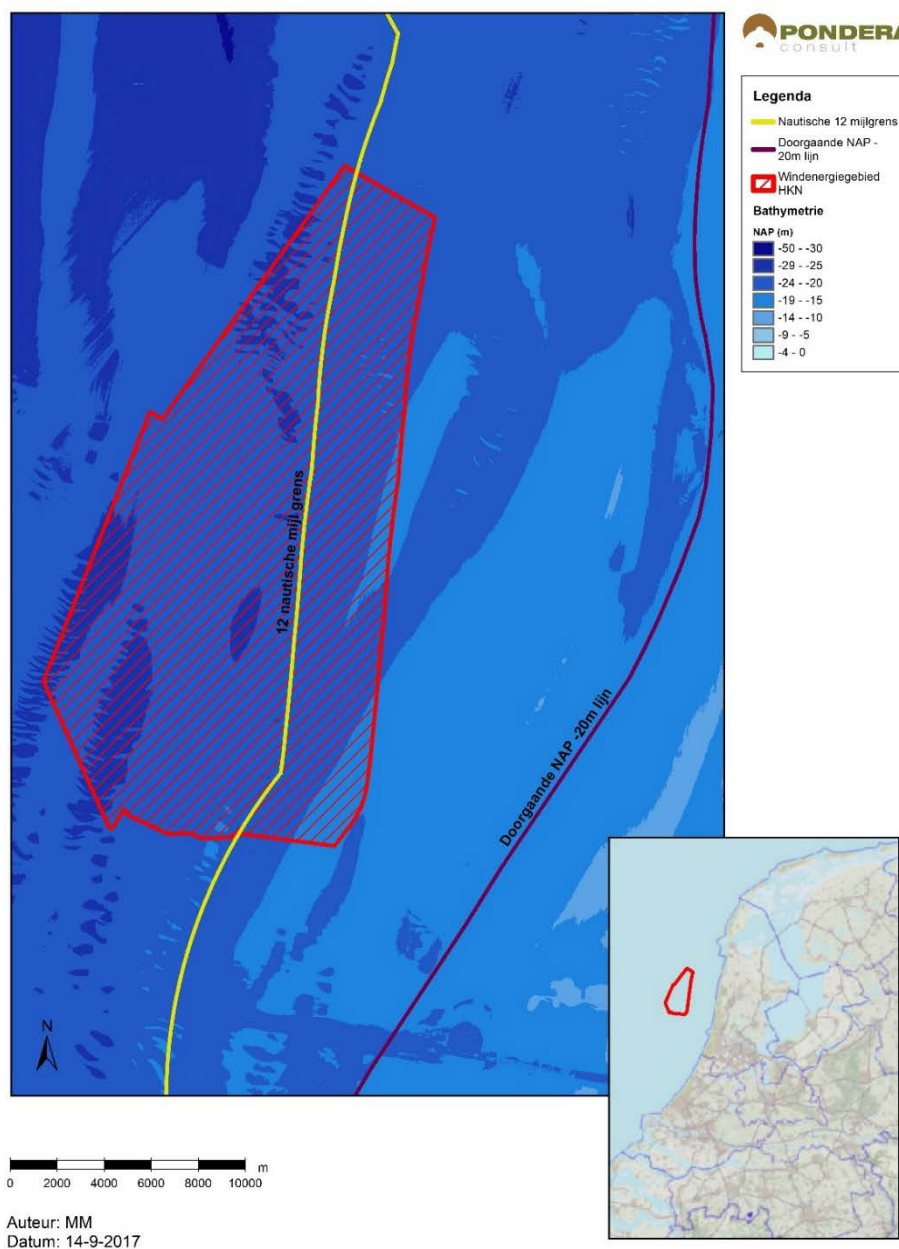 PONDERA
consult
Legenda
Nautische 12 mijlgrens
Doorgaande NAP -
20m lijn
Windenergiegebied
HKN
Bathymetrie
NAP (m)
-50 - -30
-29 - -25
-24 - -20
-19 - -15
-14 - -10
-9 - -5
-4 - 0
12 nautische mijl grens
Doorgaande NAP -20m lijn
N
0 2000 4000 6000 8000 10000 m
Auteur: MM
Datum: 14-9-2017